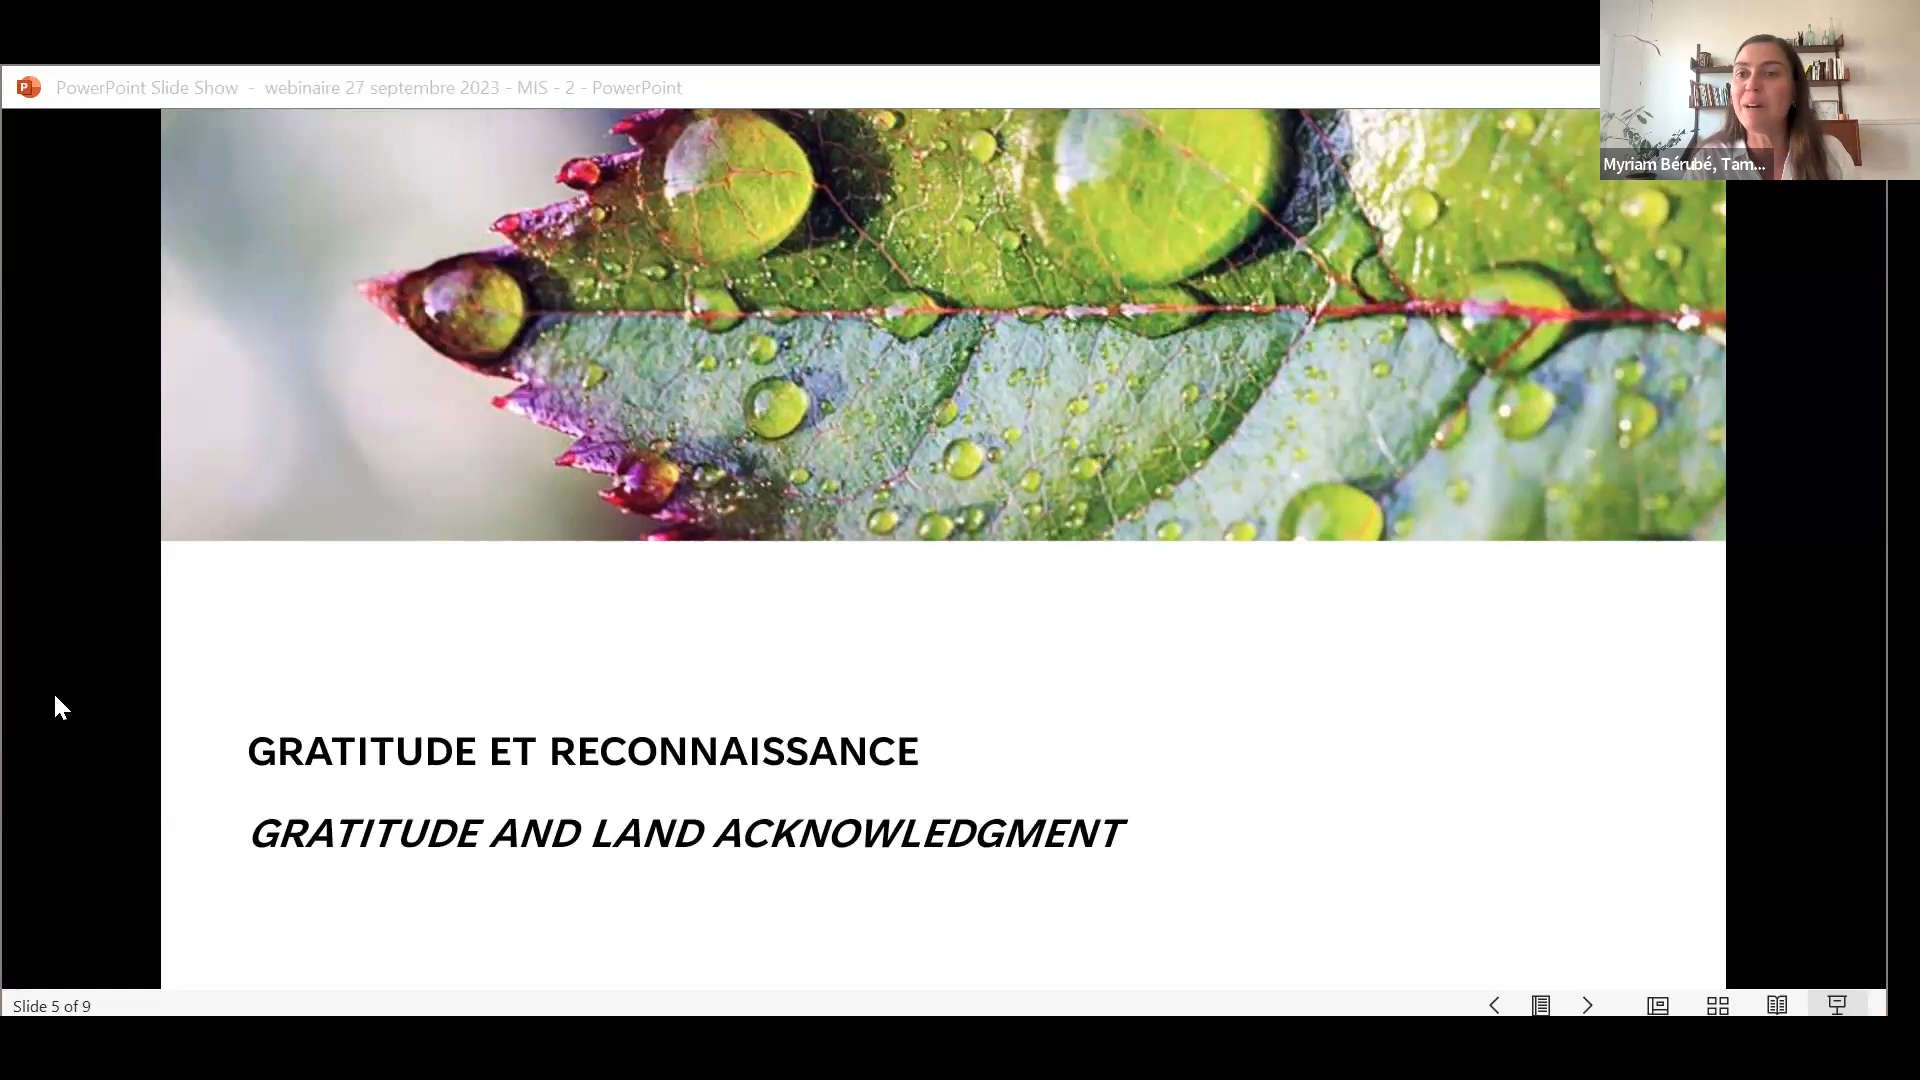 PowerPoint Slide Show - webinaire 27 septembre 2023 - MIS - 2 - PowerPoint
Myriam Bérubé, Tam...
GRATITUDE ET RECONNAISSANCE
GRATITUDE AND LAND ACKNOWLEDGMENT
Slide 5 of 9